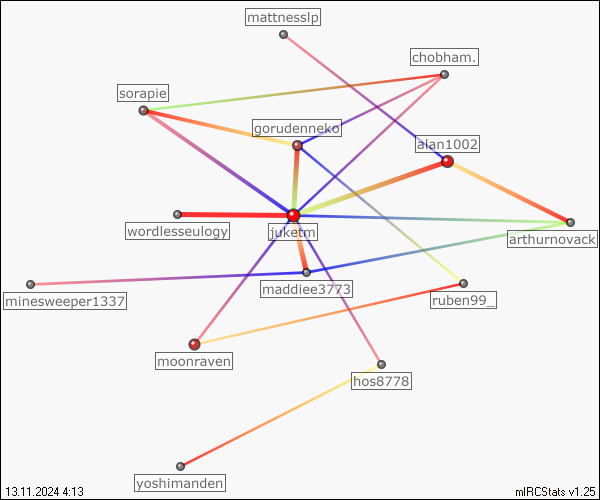 mattnesslp
chobham.
sorapie
gorudenneko
alan1002
wordlesseulogy
juketm
arthurnovack
maddiee3773
minesweeper1337
ruben99_
moonraven
hos8778
yoshimanden
13.11.2024 4:13
mIRCStats v1.25